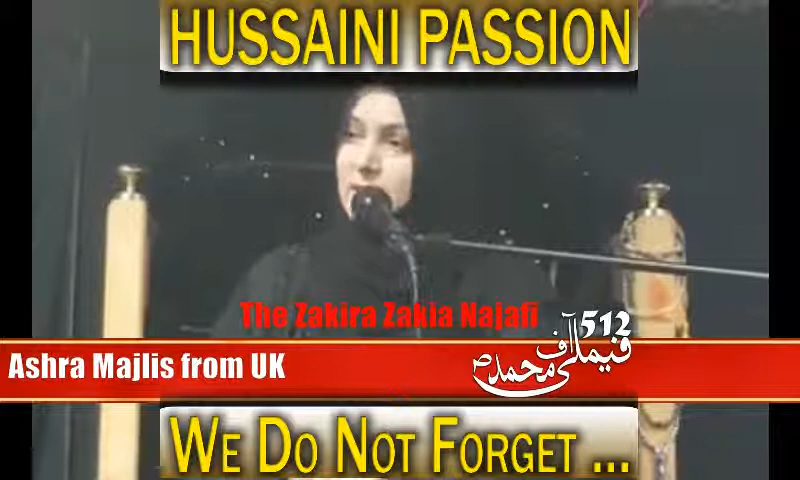 HUSSAINI PASSION
The Zakira Zakia Najafi
512
فیملی آف محمدؐ
Ashra Majlis from UK
WE DO NOT FORGET ...